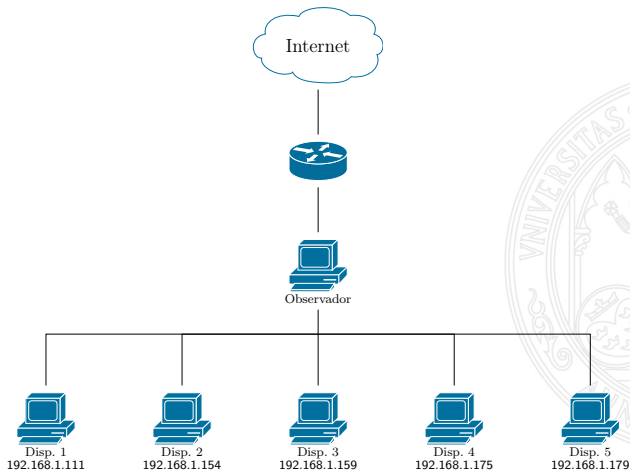 Internet
Observador
Disp. 1
192.168.1.111
Disp. 2
192.168.1.154
Disp. 3
192.168.1.159
Disp. 4
192.168.1.175
Disp. 5
192.168.1.179
VNIVERSITAS